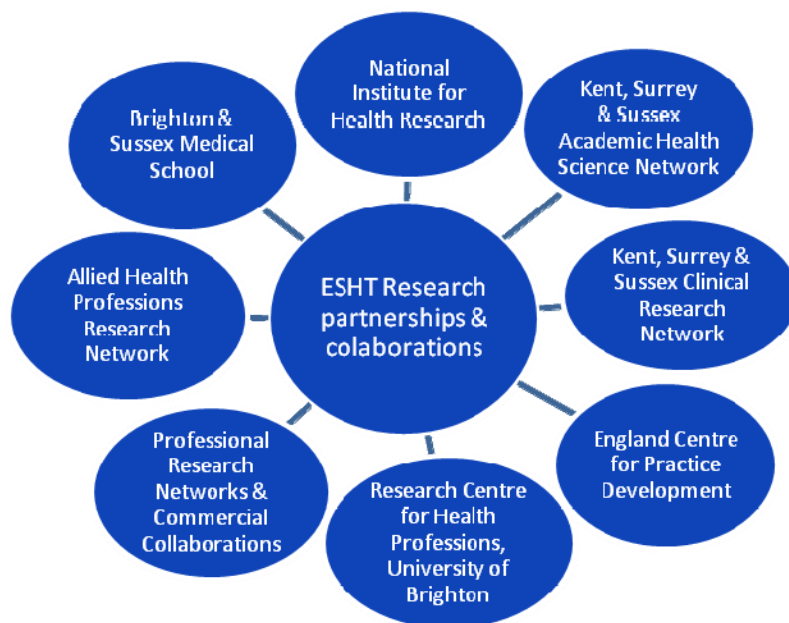 National
Institute for
Health Research
Kent, Surrey
& Sussex
Academic Health
Science Network
Brighton &
Sussex Medical
School
Allied Health
Professions
Research
Network
ESHT Research
partnerships &
colaborations
Kent, Surrey &
Sussex Clinical
Research
Network
Professional
Research
Networks &
Commercial
Collaborations
Research Centre
for Health
Professions,
University of
Brighton
England Centre
for Practice
Development